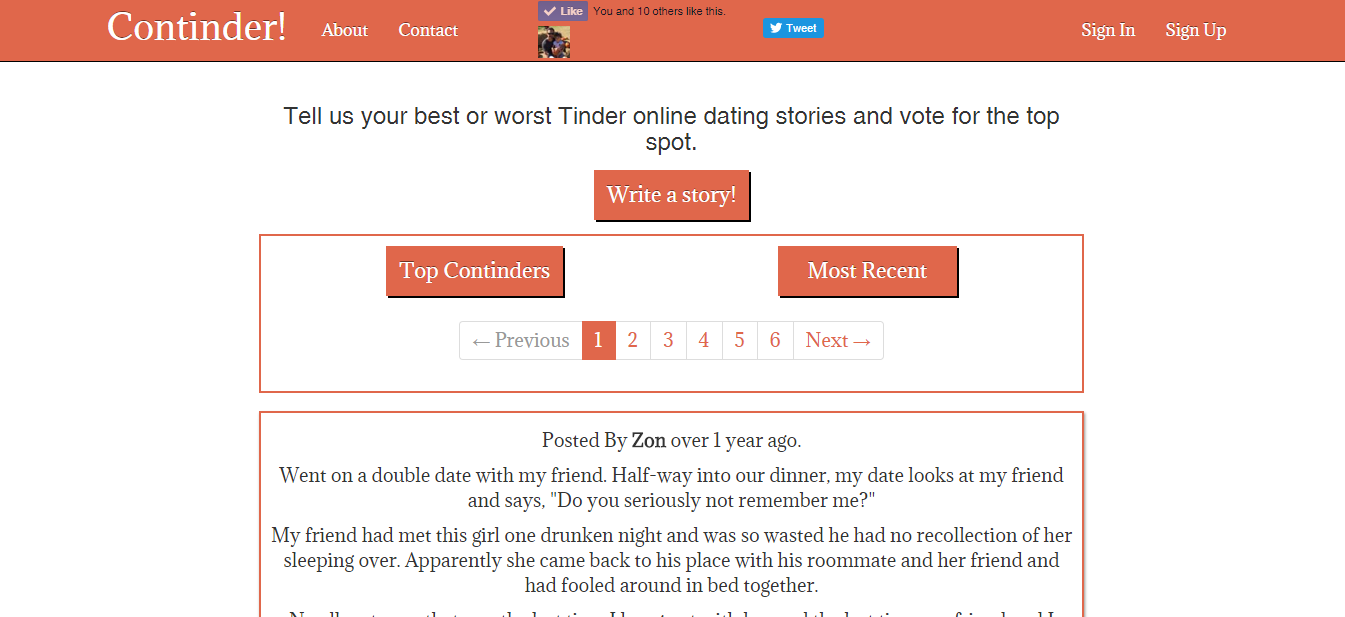 Continder!
About
Contact
Like
You and 10 others like this.
Tweet
Sign In
Sign Up
Tell us your best or worst Tinder online dating stories and vote for the top
spot.
Write a story!
Top Continders
Most Recent
← Previous 1 2 3 4 5 6 Next →
Posted By Zon over 1 year ago.
Went on a double date with my friend. Half-way into our dinner, my date looks at my friend
and says, "Do you seriously not remember me?"
My friend had met this girl one drunken night and was so wasted he had no recollection of her
sleeping over. Apparently she came back to his place with his roommate and her friend and
had fooled around in bed together.